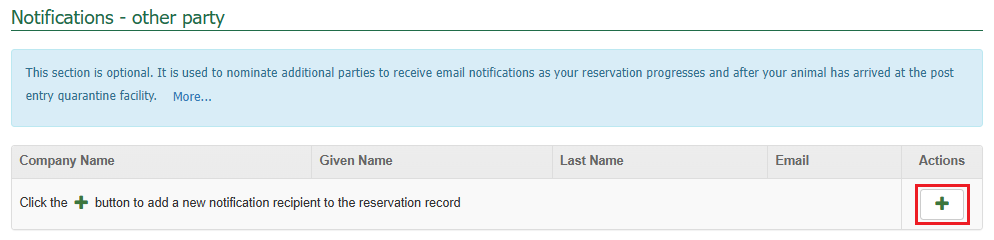 Notifications - other party
This section is optional. It is used to nominate additional parties to receive email notifications as your reservation progresses and after your animal has arrived at the post
entry quarantine facility. More...
Company Name Given Name Last Name Email Actions
Click the + button to add a new notification recipient to the reservation record +